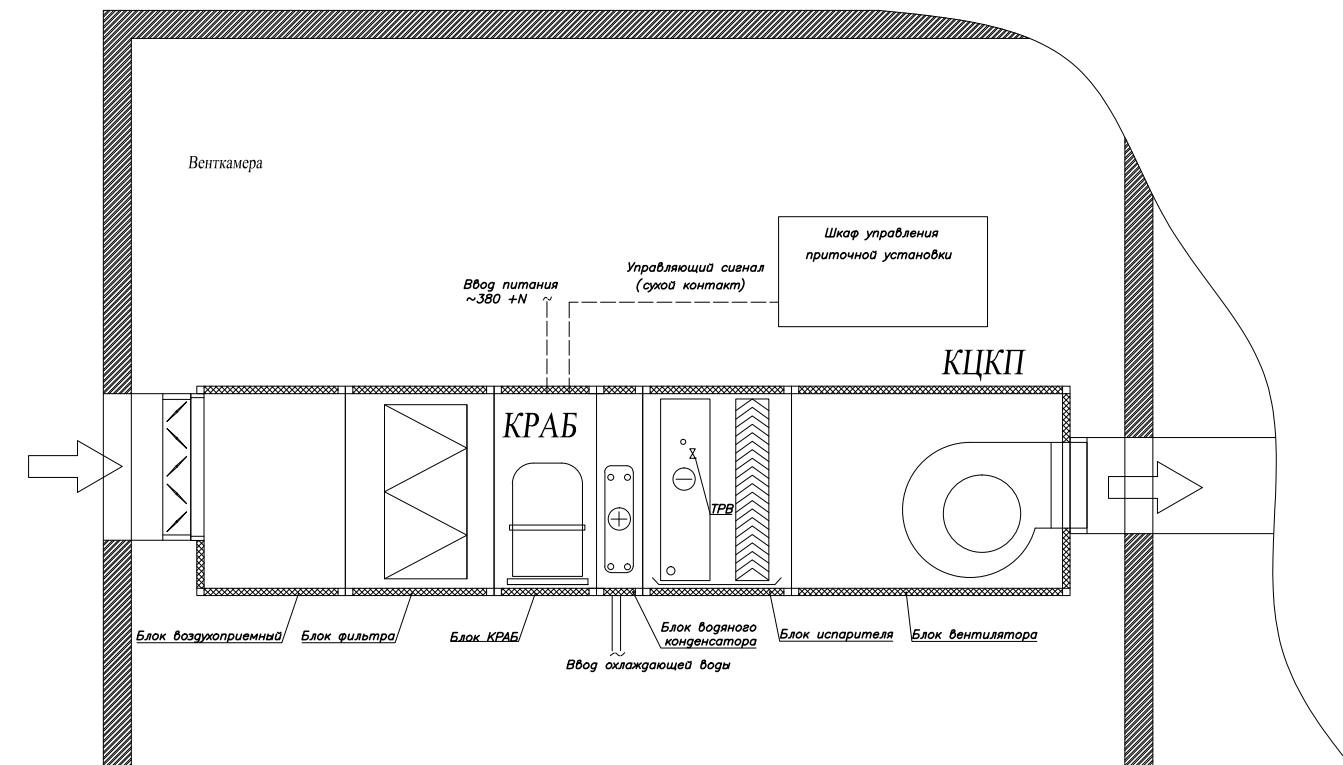 Венткамера
Шкаф управления
приточной установки
Управляющий сигнал
(сухой контакт)
Ввод питания
~380 +N ~
КЦКП
КРАБ
ТРВ
Блок воздухоприемный
Блок фильтра
Блок КРАБ
Блок водяного
конденсатора
Блок испарителя
Блок вентилятора
Ввод охлаждающей воды